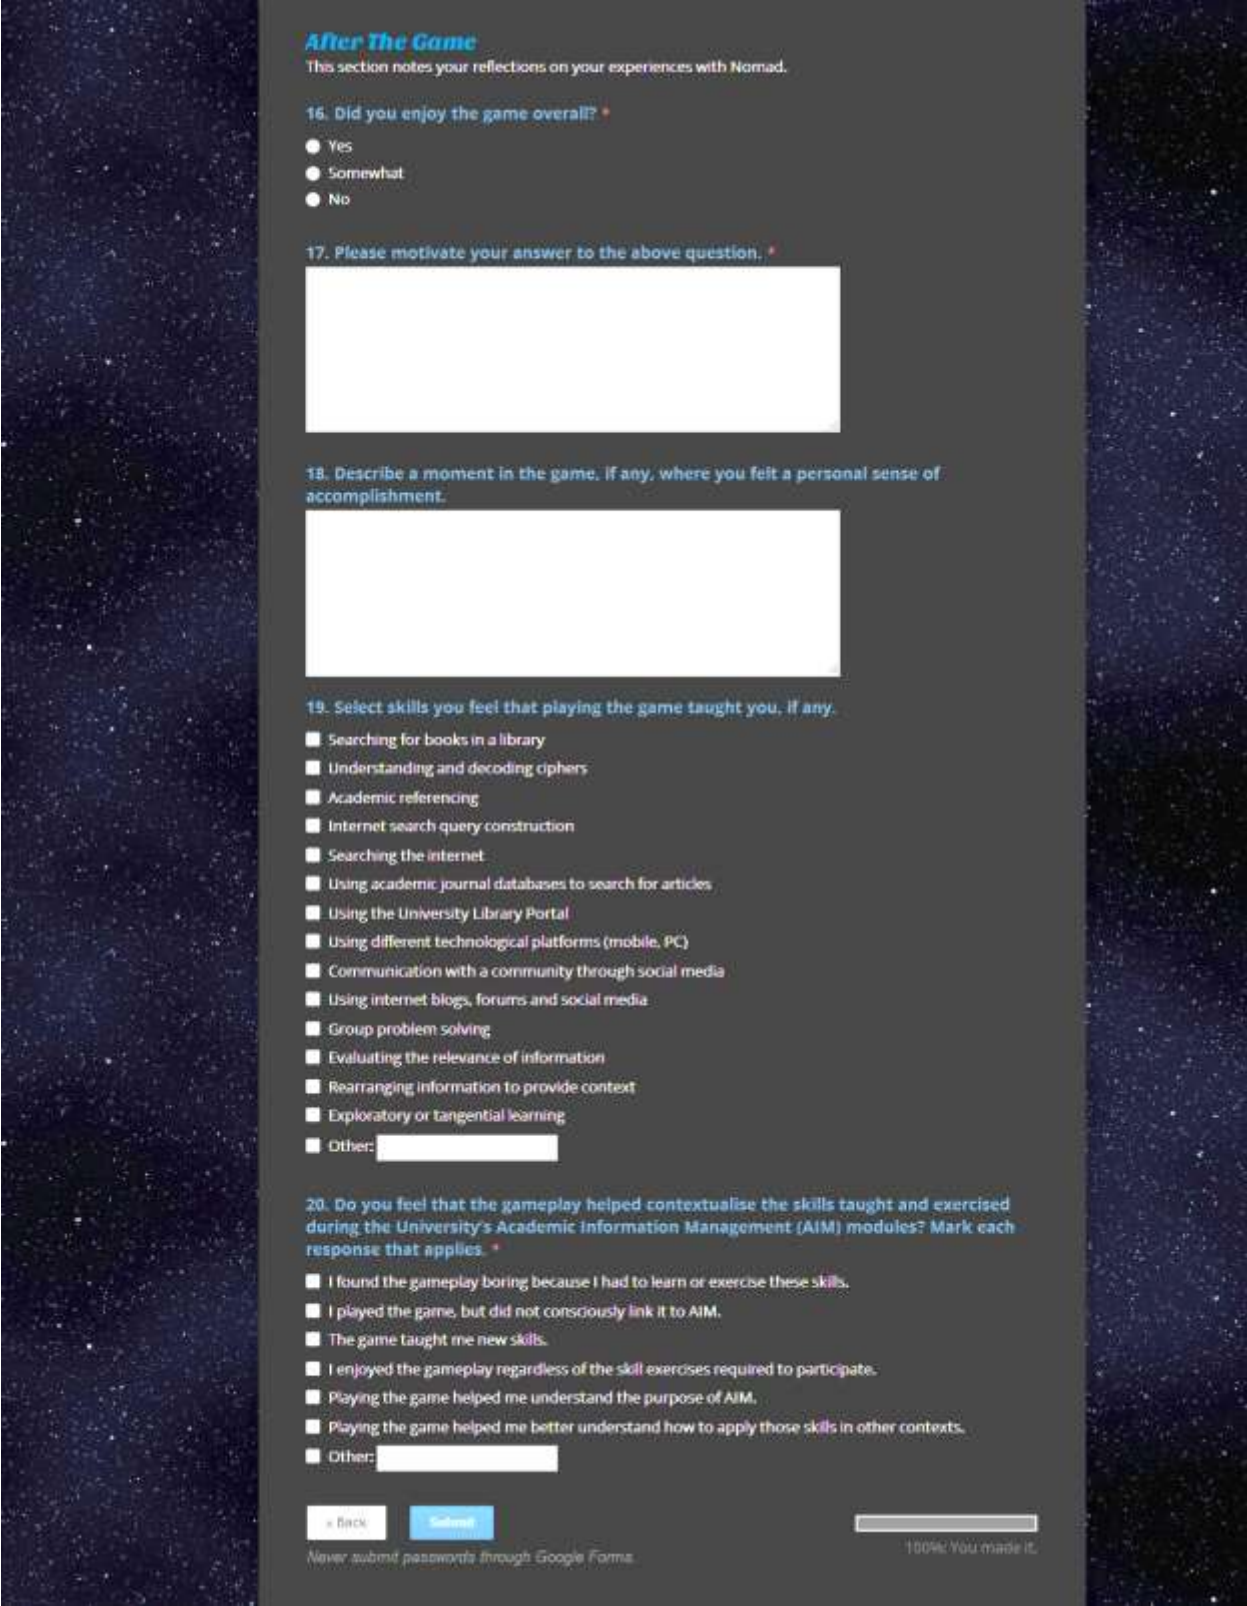 After The Game
This section notes your reflections on your experiences with Nomad.
16. Did you enjoy the game overall? *
Yes
Somewhat
No
17. Please motivate your answer to the above question. *
18. Describe a moment in the game, if any, where you felt a personal sense of
accomplishment.
19. Select skills you feel that playing the game taught you, if any.
Searching for books in a library
Understanding and decoding ciphers
Academic referencing
Internet search query construction
Searching the internet
Using academic journal databases to search for articles
Using the University Library Portal
Using different technological platforms (mobile, PC)
Communication with a community through social media
Using internet blogs, forums and social media
Group problem solving
Evaluating the relevance of information
Rearranging information to provide context
Exploratory or tangential learning
Other:
20. Do you feel that the gameplay helped contextualise the skills taught and exercised
during the University's Academic Information Management (AIM) modules? Mark each
response that applies. *
I found the gameplay boring because I had to learn or exercise these skills.
I played the game, but did not consciously link it to AIM.
The game taught me new skills.
I enjoyed the gameplay regardless of the skill exercises required to participate.
Playing the game helped me understand the purpose of AIM.
Playing the game helped me better understand how to apply those skills in other contexts.
Other:
« Back Submit
100%: You made it.
Never submit passwords through Google Forms.